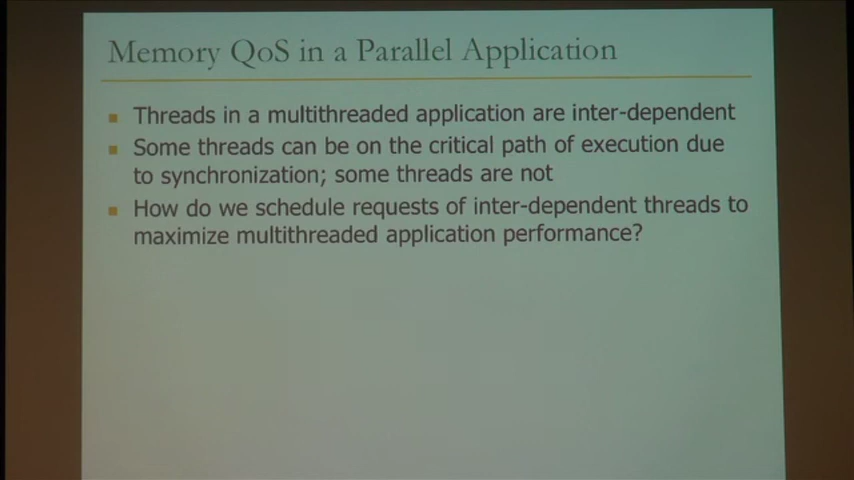 Memory QoS in a Parallel Application
Threads in a multithreaded application are inter-dependent
Some threads can be on the critical path of execution due
to synchronization; some threads are not
How do we schedule requests of inter-dependent threads to
maximize multithreaded application performance?